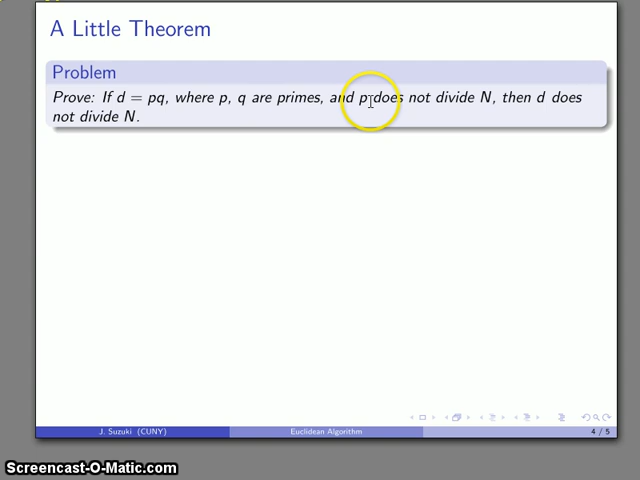 A Little Theorem
Problem
Prove: If d = pq, where p, q are primes, and p does not divide N, then d does
not divide N.
J. Suzuki (CUNY)
Euclidean Algorithm
4 / 5
Screencast-O-Matic.com